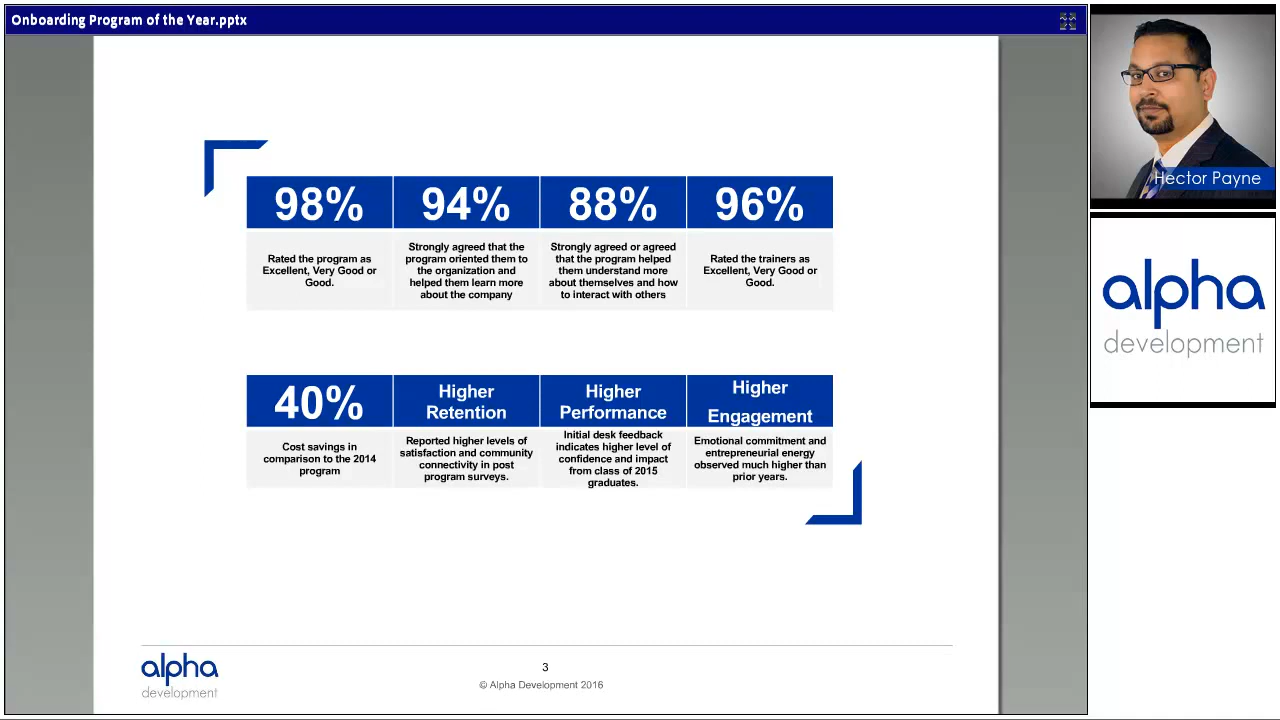 Onboarding Program of the Year.pptx
98%
Rated the program as
Excellent, Very Good or
Good.
94%
Strongly agreed that the
program oriented them to
the organization and
helped them learn more
about the company
88%
Strongly agreed or agreed
that the program helped
them understand more
about themselves and how
to interact with others
96%
Rated the trainers as
Excellent, Very Good or
Good.
40%
Cost savings in
comparison to the 2014
program
Higher
Retention
Reported higher levels of
satisfaction and community
connectivity in post
program surveys.
Higher
Performance
Initial desk feedback
indicates higher level of
confidence and impact
from class of 2015
graduates.
Higher
Engagement
Emotional commitment and
entrepreneurial energy
observed much higher than
prior years.
alpha
development
3
© Alpha Development 2016
Hector Payne
alpha
development